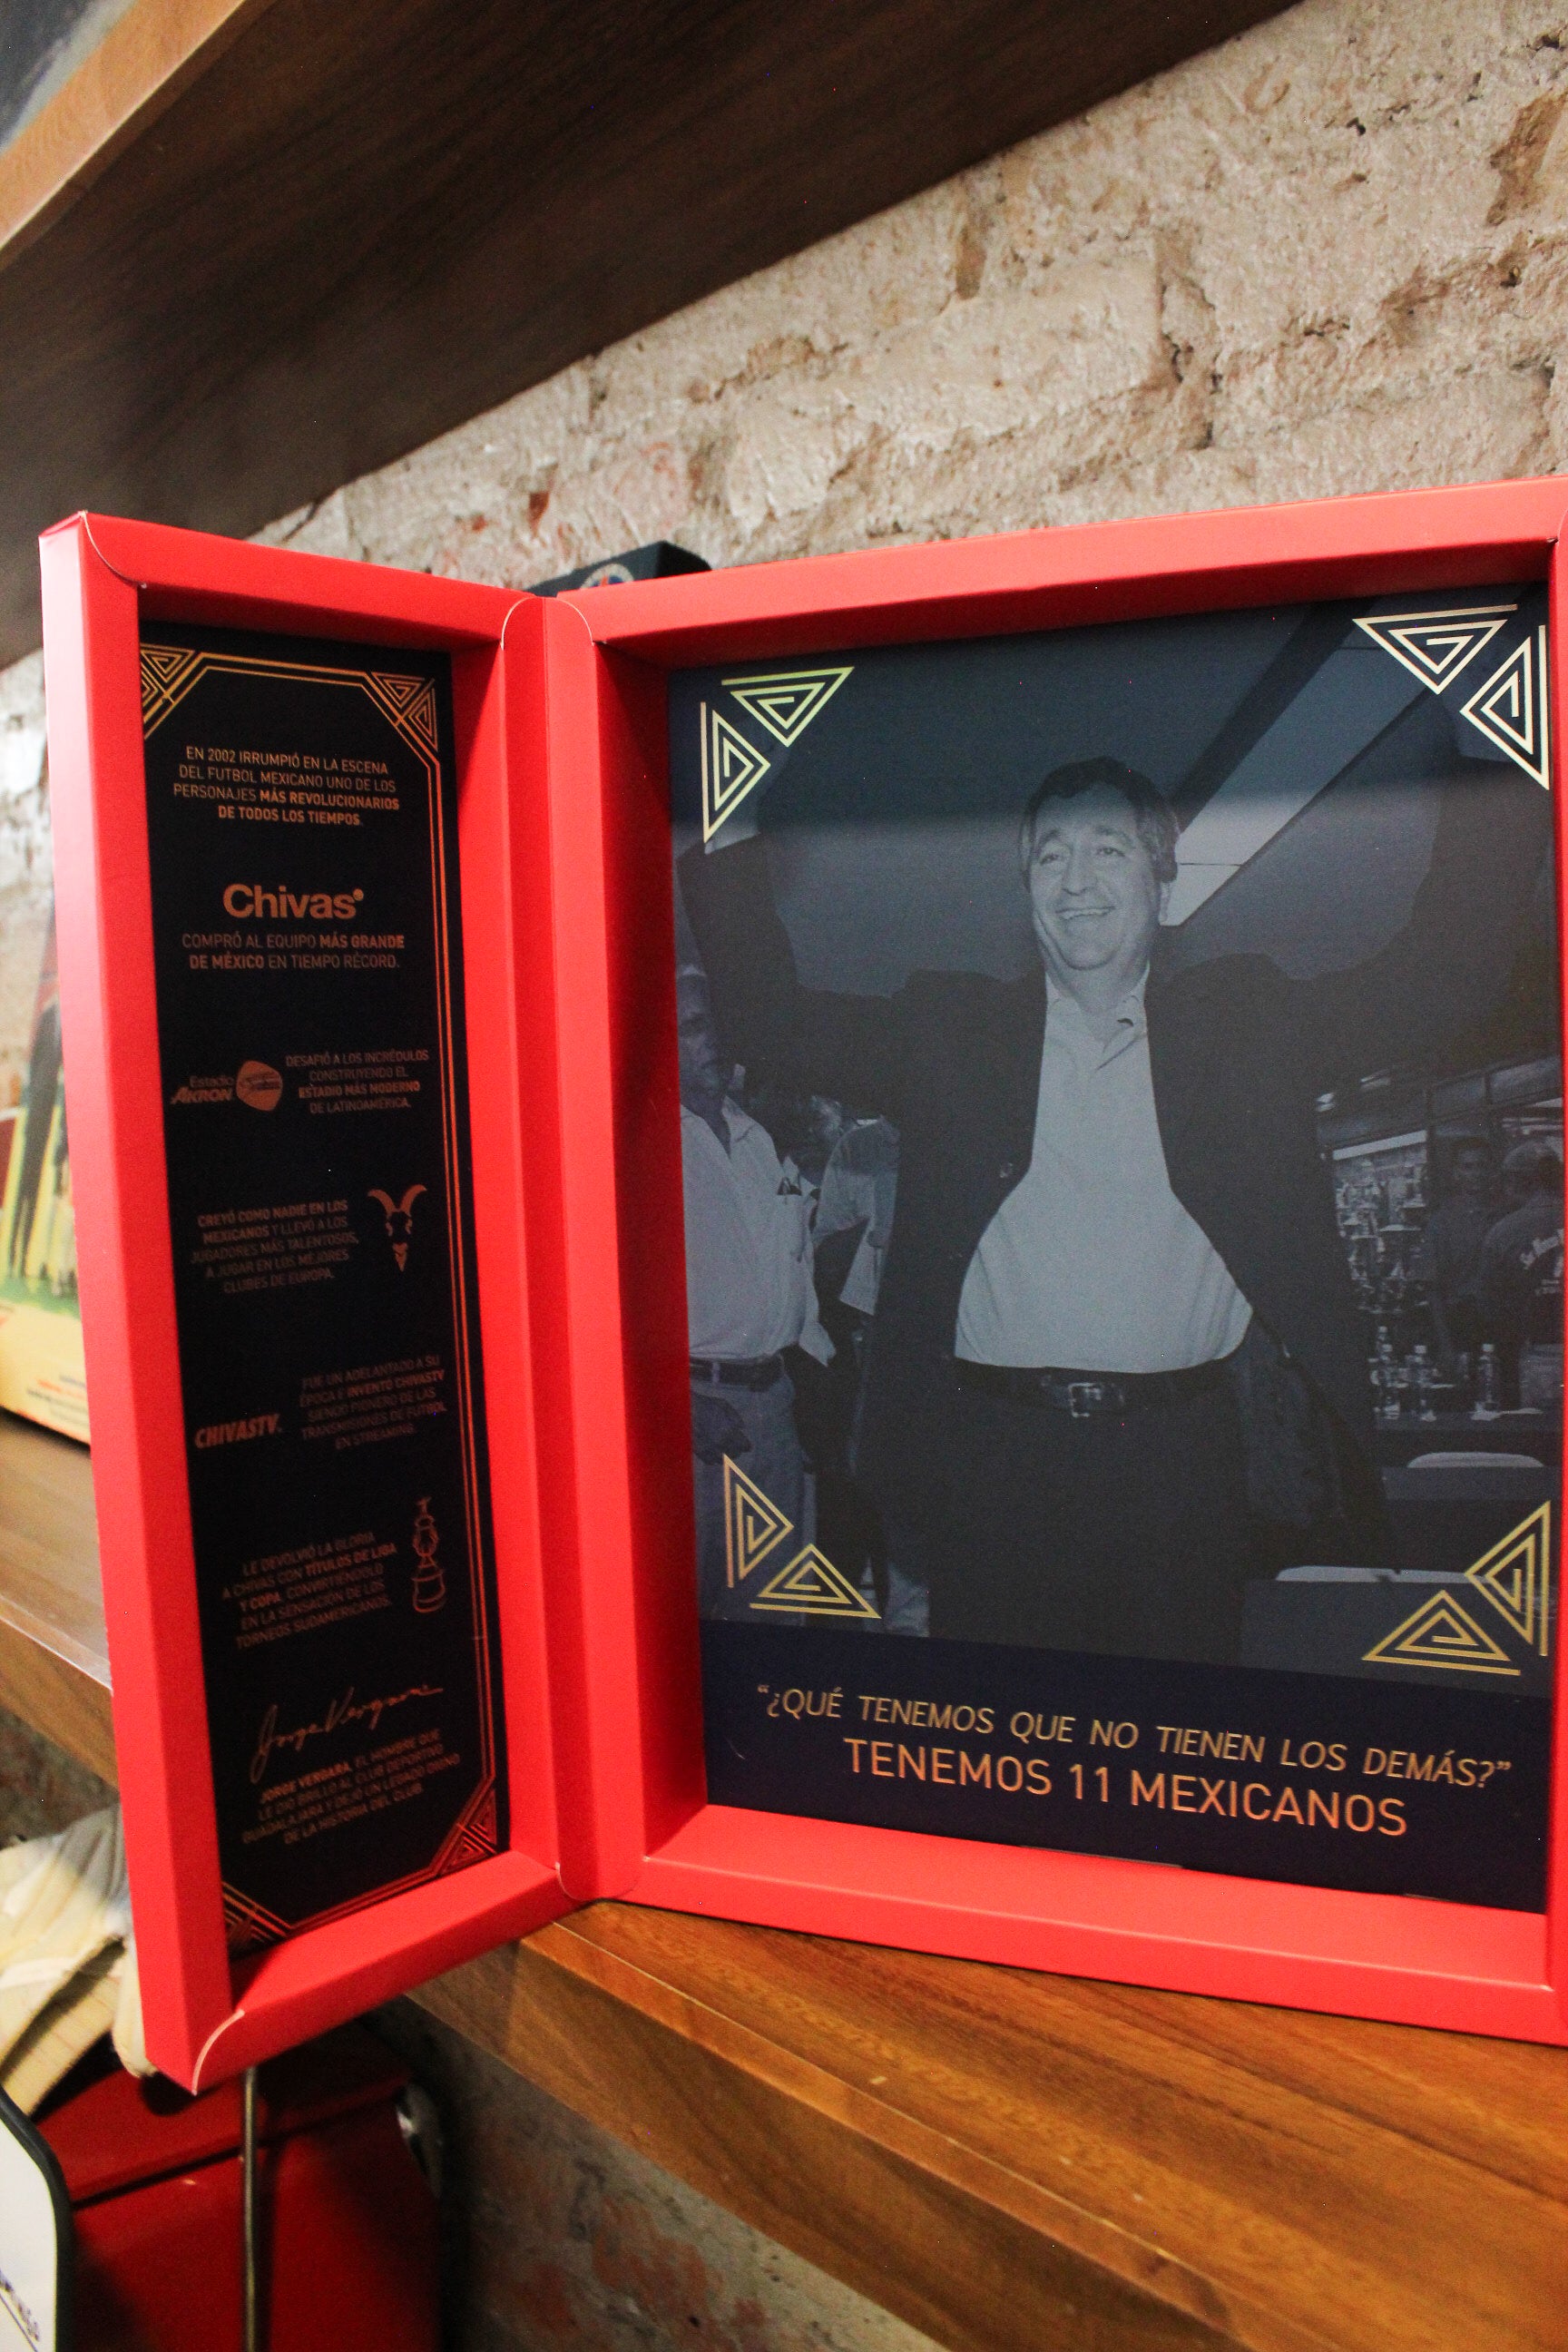 EN 2002 IRRUMPIÓ EN LA ESCENA
DEL FUTBOL MEXICANO UNO DE LOS
PERSONAJES MÁS REVOLUCIONARIOS
DE TODOS LOS TIEMPOS.
Chivas
COMPRÓ AL EQUIPO MÁS GRANDE
DE MÉXICO EN TIEMPO RÉCORD.
Estadio
AKRON
DESAFIÓ A LOS INCRÉDULOS
CONSTRUYENDO EL
ESTADIO MÁS MODERNO
DE LATINOAMÉRICA.
CREYÓ COMO NADIE EN LOS
MEXICANOS Y LLEVÓ A LOS
JUGADORES MÁS TALENTOSOS,
A JUGAR EN LOS MEJORES
CLUBES DE EUROPA.
CHIVASTV.
FUE UN ADELANTADO A SU
ÉPOCA E INVENTÓ CHIVASTV
SIENDO PIONERO DE LAS
TRANSMISIONES DE FUTBOL
EN STREAMING.
LE DEVOLVIÓ LA GLORIA
A CHIVAS CON TÍTULOS DE LIGA
Y COPA, CONVIRTIÉNDOLO
EN LA SENSACIÓN DE LOS
TORNEOS SUDAMERICANOS.
Jorge Vergara
JORGE VERGARA, EL HOMBRE QUE
LE DIO BRILLO AL CLUB DEPORTIVO
GUADALAJARA Y DEJÓ UN LEGADO DIGNO
DE LA HISTORIA DEL CLUB.
“¿QUÉ TENEMOS QUE NO TIENEN LOS DEMÁS?”
TENEMOS 11 MEXICANOS